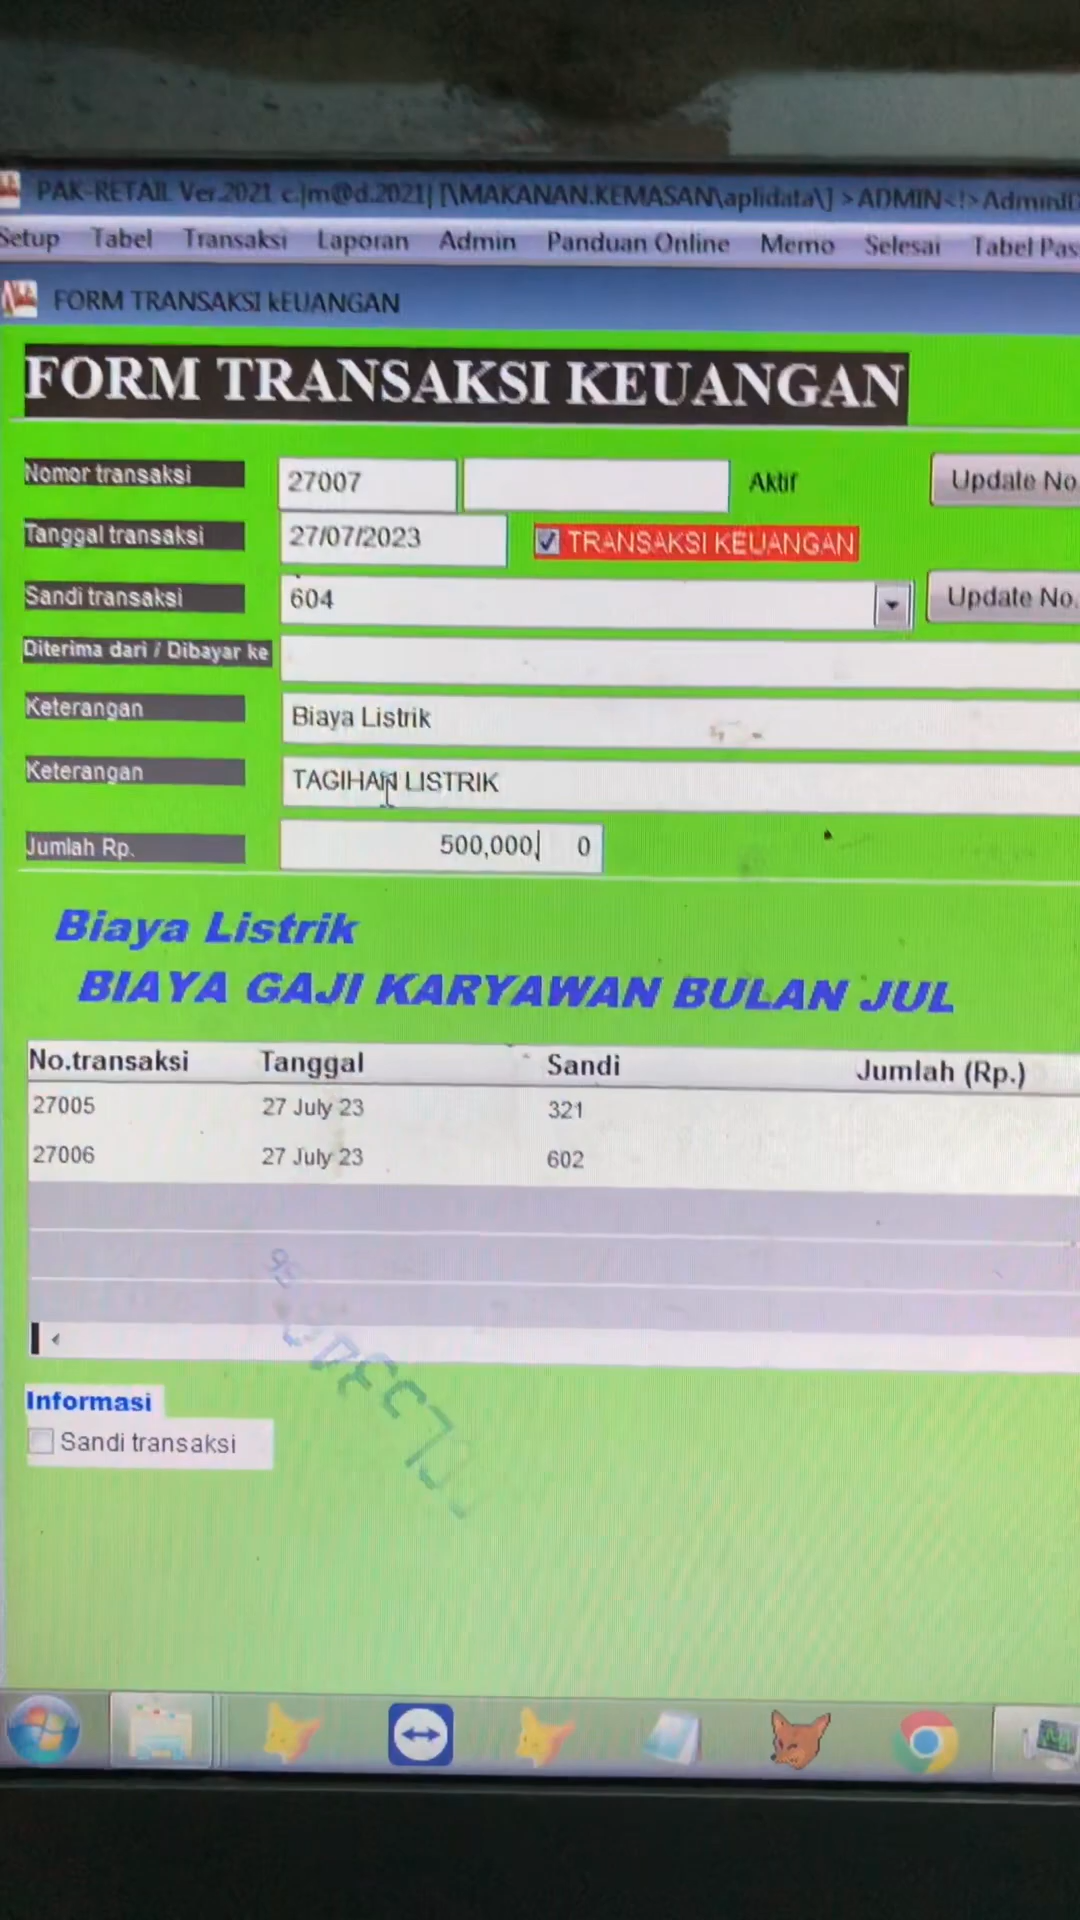 PAK-RETAIL Ver.2021 c.|m@d.2021| [\MAKANAN.KEMASAN\aplidata\] >ADMIN<!>AdminID
Setup Tabel Transaksi Laporan Admin Panduan Online Memo Selesai Tabel Pas
FORM TRANSAKSI kEUANGAN
FORM TRANSAKSI KEUANGAN
Nomor transaksi 27007 Aktif Update No.
Tanggal transaksi 27/07/2023 TRANSAKSI KEUANGAN
Sandi transaksi 604 Update No.
Diterima dari / Dibayar ke
Keterangan Biaya Listrik
Keterangan TAGIHAN LISTRIK
Jumlah Rp. 500,000, 0
Biaya Listrik
BIAYA GAJI KARYAWAN BULAN JUL
No.transaksi Tanggal Sandi Jumlah (Rp.)
27005 27 July 23 321
27006 27 July 23 602
Informasi
Sandi transaksi